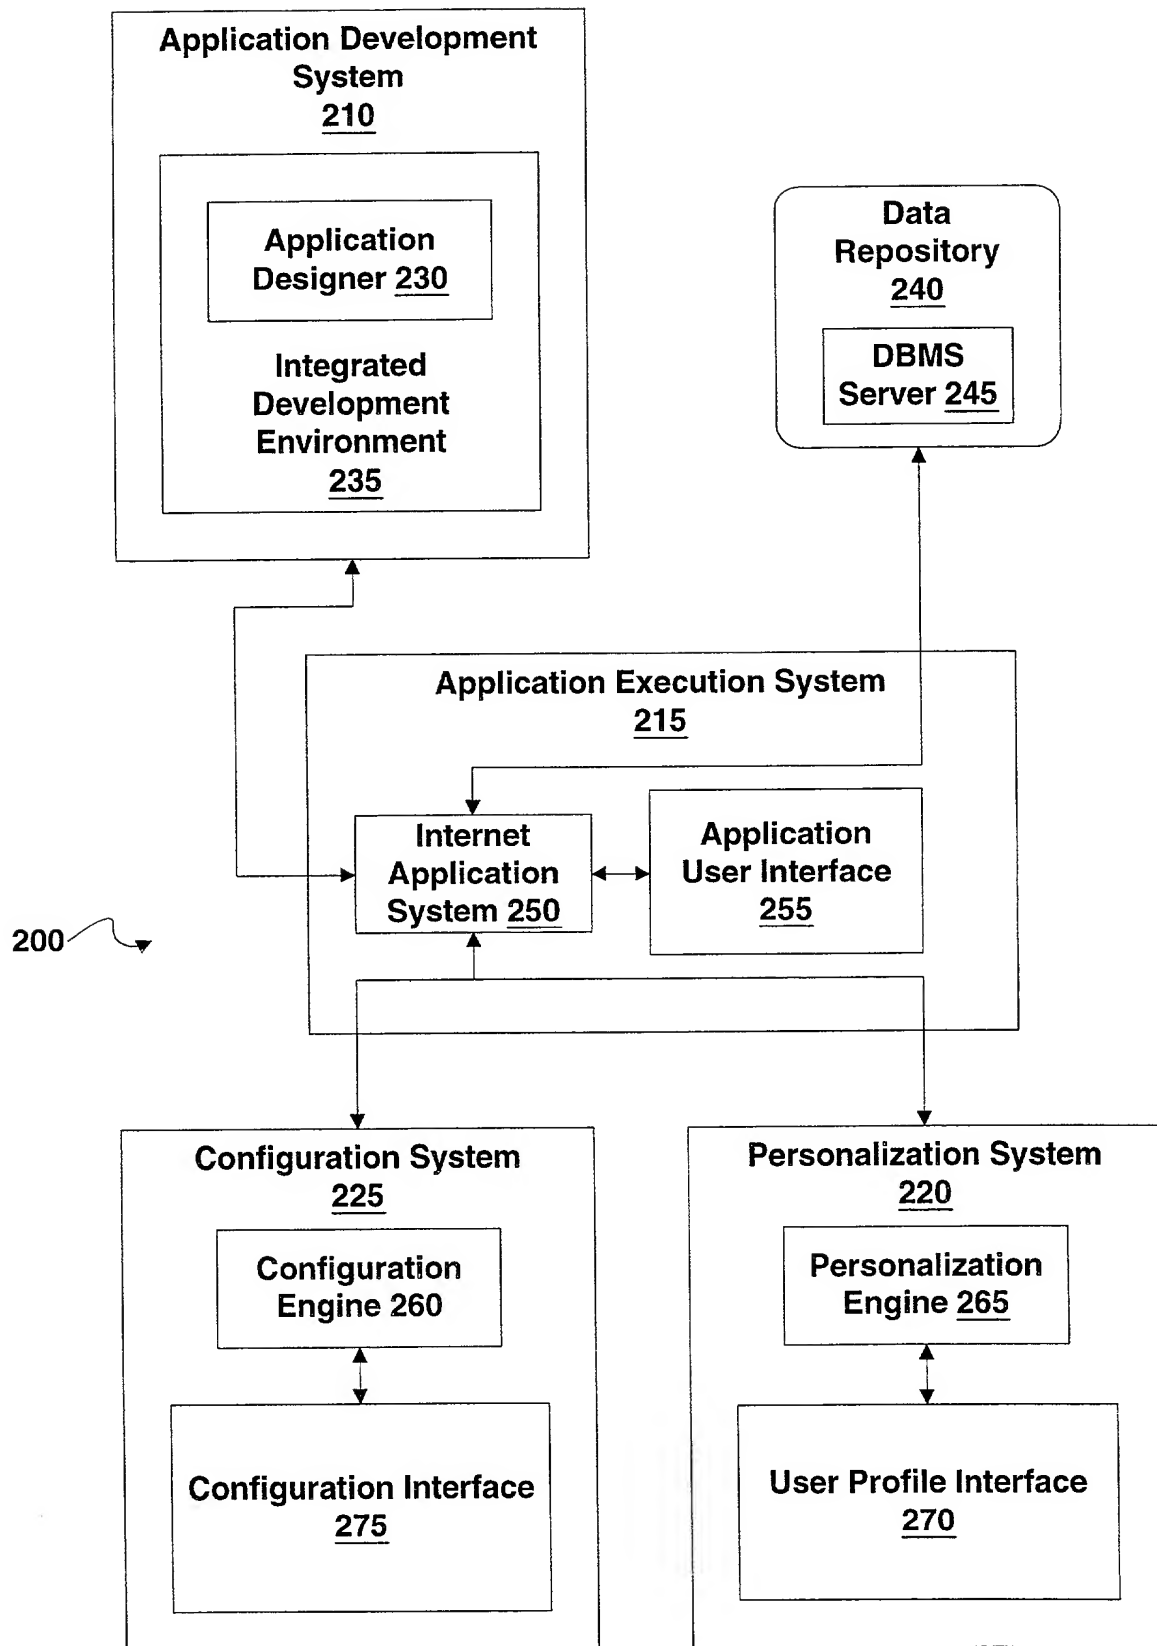 Application Development
System
210
Application
Designer 230
Integrated
Development
Environment
235
Data
Repository
240
DBMS
Server 245
Application Execution System
215
Internet
Application
System 250
Application
User Interface
255
200
Configuration System
225
Configuration
Engine 260
Configuration Interface
275
Personalization System
220
Personalization
Engine 265
User Profile Interface
270